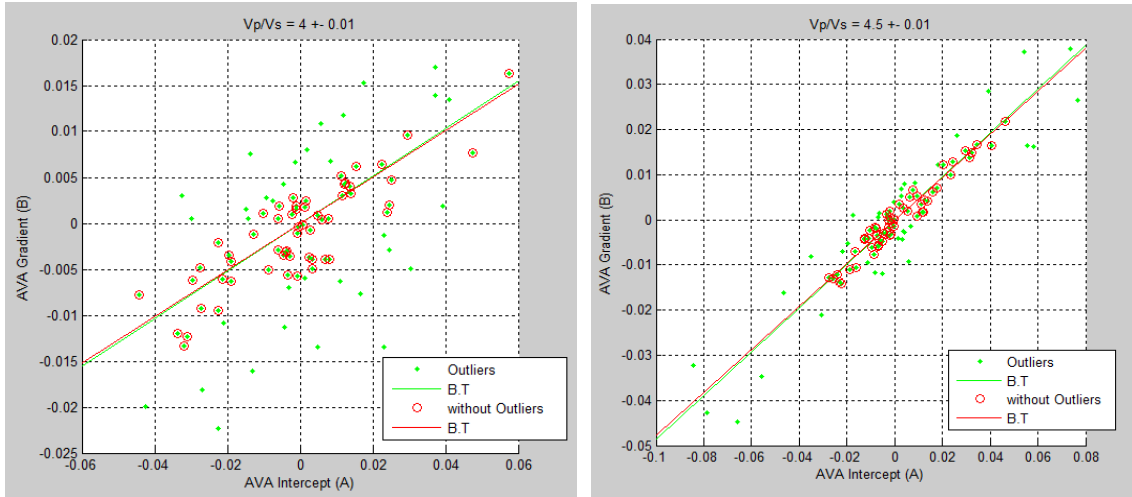 Vp/Vs = 4 +- 0.01
0.02
0.015
0.01
0.005
0
-0.005
-0.01
-0.015
-0.02
-0.025
AVA Gradient (B)
-0.06 -0.04 -0.02 0 0.02 0.04 0.06
AVA Intercept (A)
Outliers
B.T
without Outliers
B.T
Vp/Vs = 4.5 +- 0.01
0.04
0.03
0.02
0.01
0
-0.01
-0.02
-0.03
-0.04
-0.05
AVA Gradient (B)
-0.1 -0.08 -0.06 -0.04 -0.02 0 0.02 0.04 0.06 0.08
AVA Intercept (A)
Outliers
B.T
without Outliers
B.T